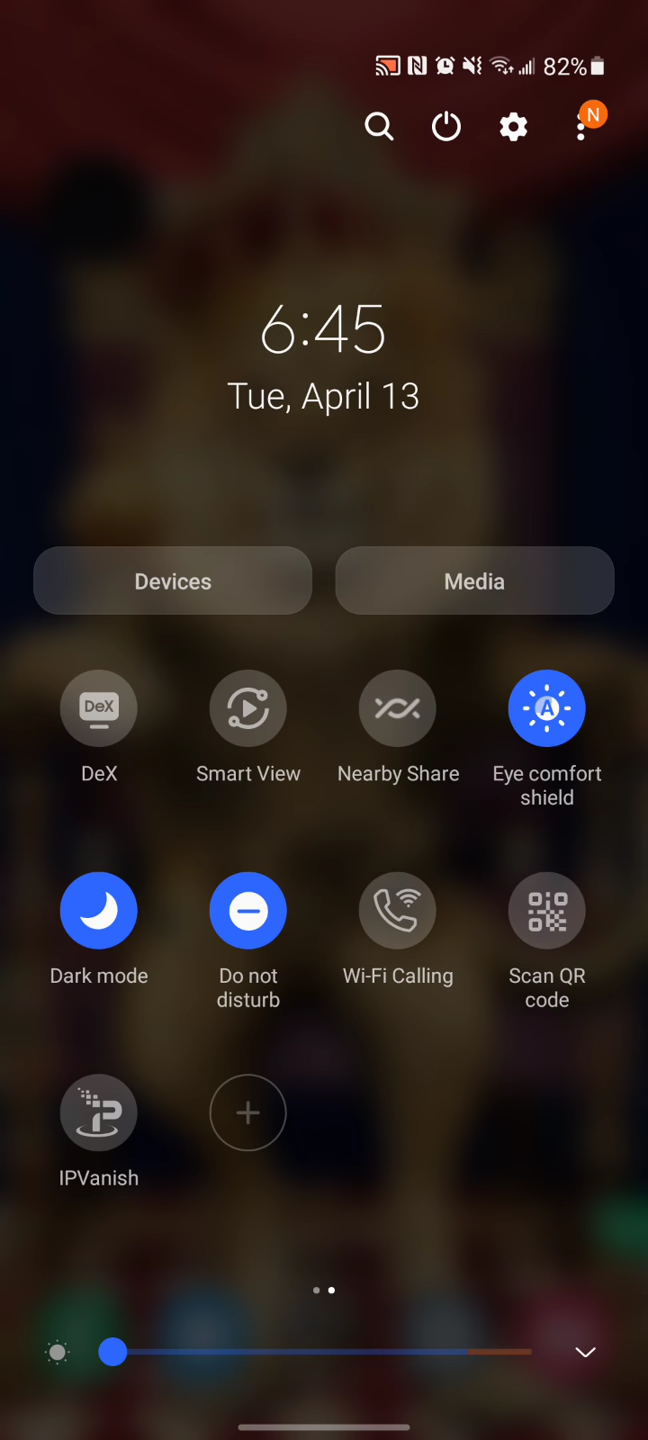 82%
N
6:45
Tue, April 13
Devices
Media
DeX
A
DeX
Smart View
Nearby Share
Eye comfort
shield
Dark mode
Do not
disturb
Wi-Fi Calling
Scan QR
code
IP
IPVanish